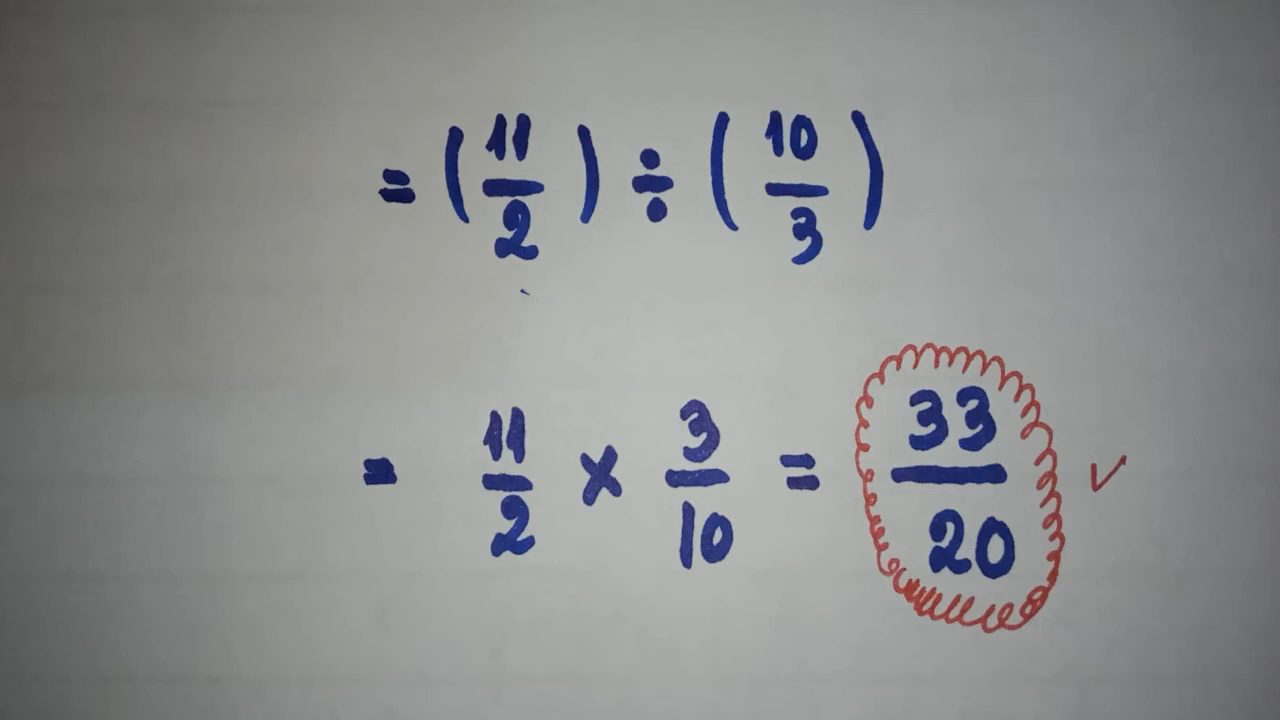 = (11/2) ÷ (10/3)
= 11/2 × 3/10 = 33/20 ✓